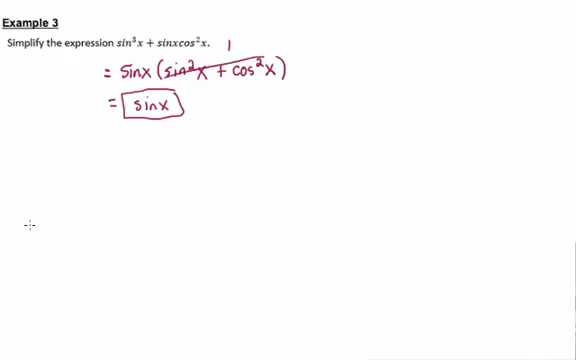 Example 3
Simplify the expression sin³x + sinxcos²x.
1
= sinx (sin²x + cos²x)
= sinx